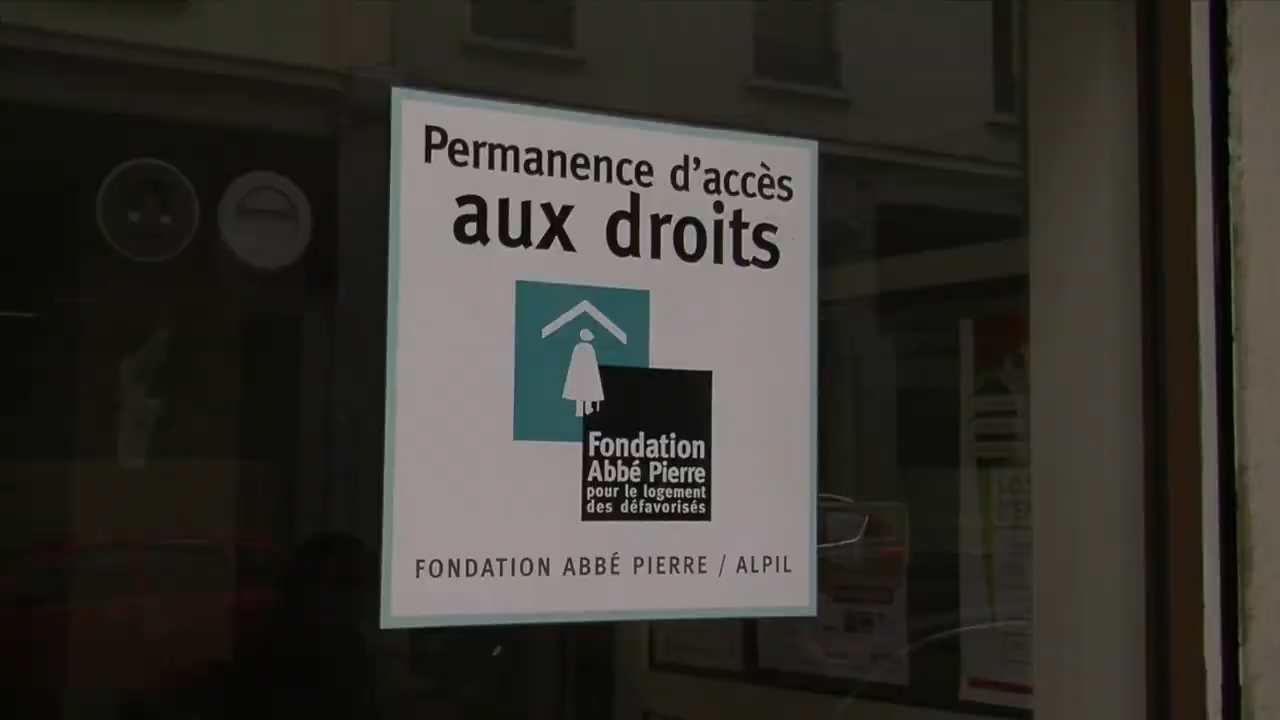 Permanence d'accès
aux droits
Fondation
Abbé Pierre
pour le logement
des défavorisés
FONDATION ABBÉ PIERRE / ALPIL